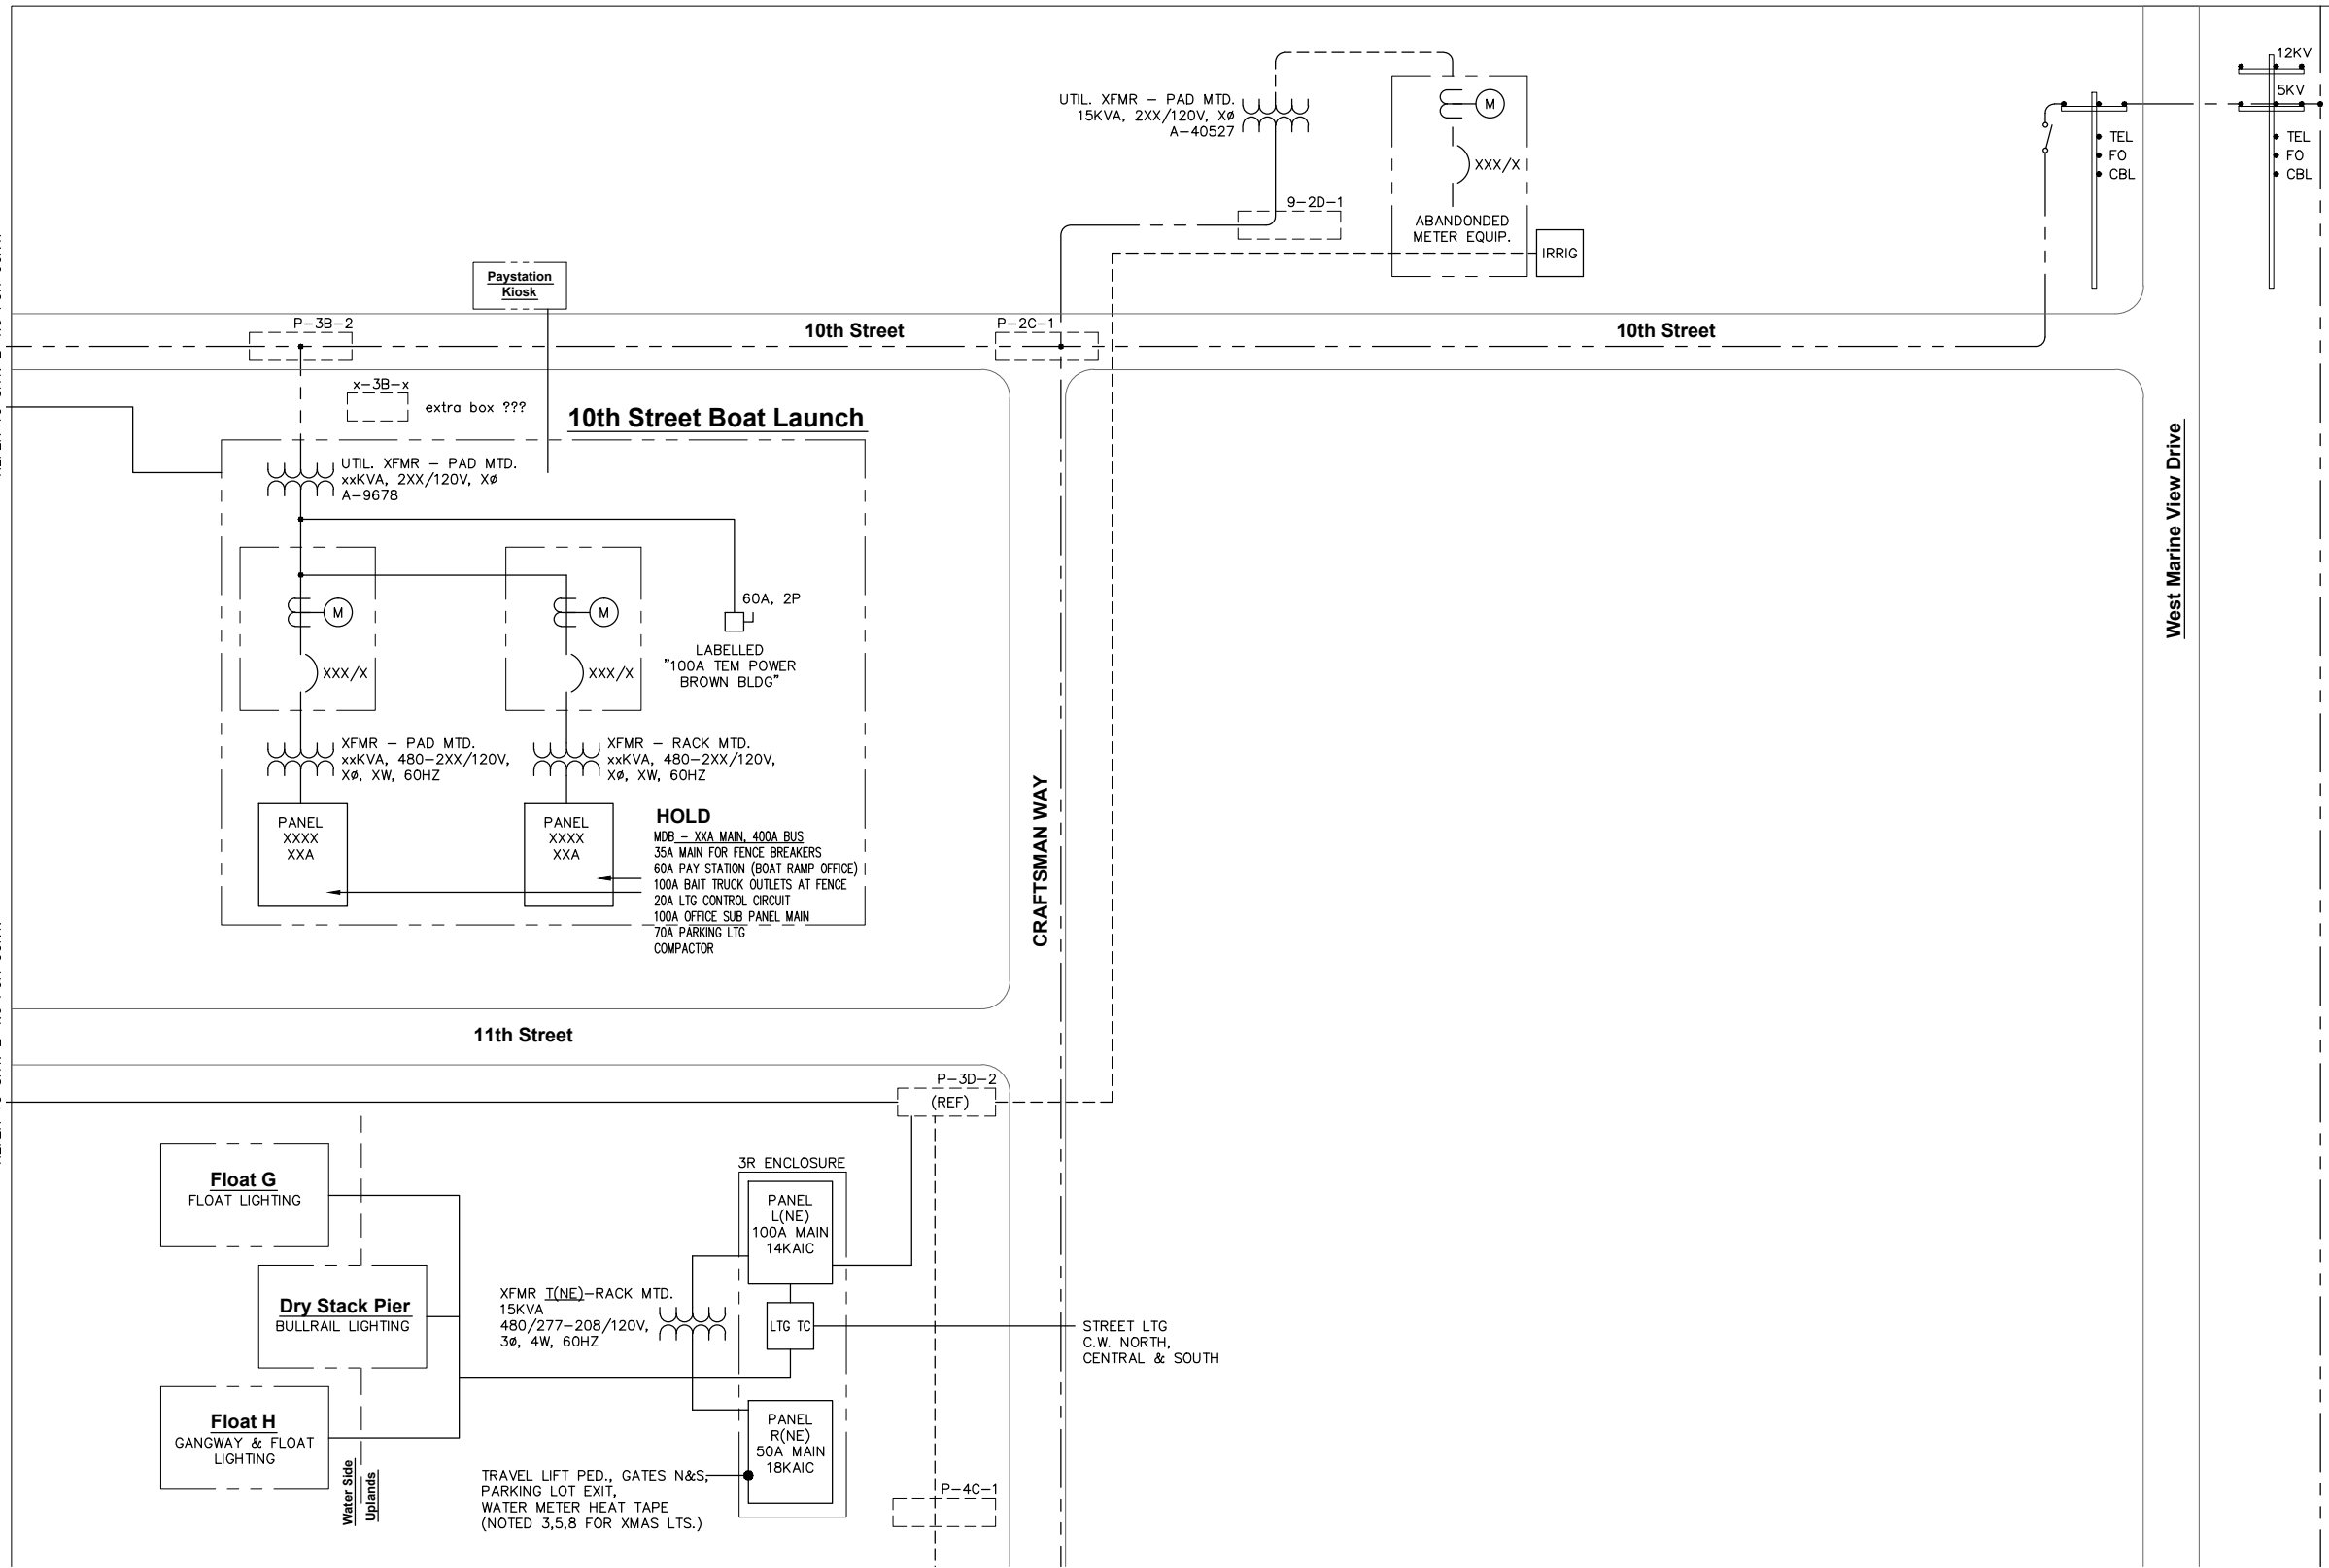 12KV
5KV
TEL
FO
CBL
TEL
FO
CBL
UTIL. XFMR – PAD MTD.
15KVA, 2XX/120V, XØ
A-40527
M
XXX/X
ABANDONDED
METER EQUIP.
9-2D-1
IRRIG
Paystation
Kiosk
P-3B-2
10th Street
P-2C-1
10th Street
x-3B-x
extra box ???
10th Street Boat Launch
UTIL. XFMR – PAD MTD.
xxKVA, 2XX/120V, XØ
A-9678
M
XXX/X
M
XXX/X
60A, 2P
LABELLED
"100A TEM POWER
BROWN BLDG"
XFMR – PAD MTD.
xxKVA, 480-2XX/120V,
XØ, XW, 60HZ
XFMR – RACK MTD.
xxKVA, 480-2XX/120V,
XØ, XW, 60HZ
PANEL
XXXX
XXA
PANEL
XXXX
XXA
HOLD
MDB – XXA MAIN, 400A BUS
35A MAIN FOR FENCE BREAKERS
60A PAY STATION (BOAT RAMP OFFICE)
100A BAIT TRUCK OUTLETS AT FENCE
20A LTG CONTROL CIRCUIT
100A OFFICE SUB PANEL MAIN
70A PARKING LTG
COMPACTOR
CRAFTSMAN WAY
West Marine View Drive
11th Street
P-3D-2
(REF)
Float G
FLOAT LIGHTING
Dry Stack Pier
BULLRAIL LIGHTING
Float H
GANGWAY & FLOAT
LIGHTING
Water Side
Uplands
3R ENCLOSURE
PANEL
L(NE)
100A MAIN
14KAIC
XFMR T(NE)-RACK MTD.
15KVA
480/277-208/120V,
3Ø, 4W, 60HZ
LTG TC
STREET LTG
C.W. NORTH,
CENTRAL & SOUTH
PANEL
R(NE)
50A MAIN
18KAIC
TRAVEL LIFT PED., GATES N&S,
PARKING LOT EXIT,
WATER METER HEAT TAPE
(NOTED 3,5,8 FOR XMAS LTS.)
P-4C-1